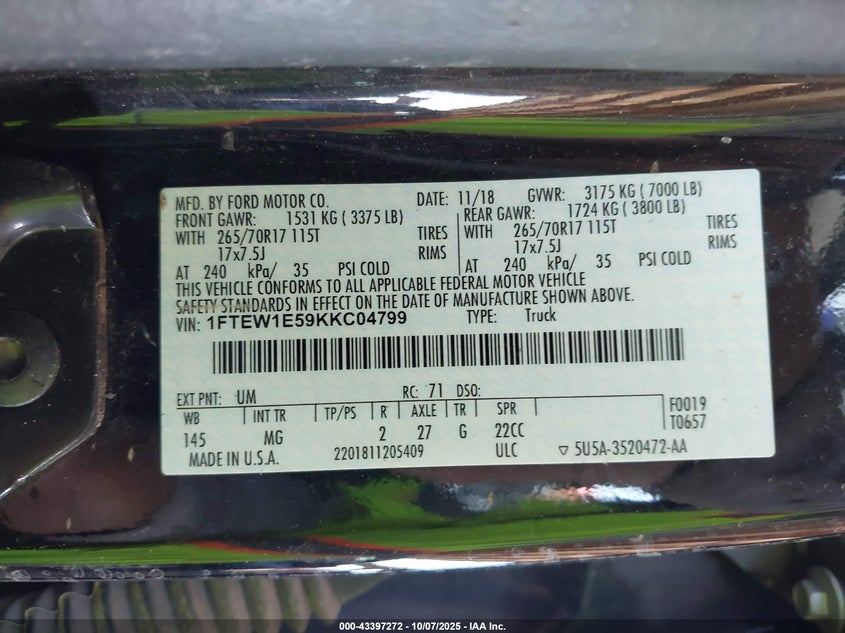 MFD. BY FORD MOTOR CO. DATE: 11/18 GVWR: 3175 KG ( 7000 LB)
FRONT GAWR: 1531 KG ( 3375 LB) REAR GAWR: 1724 KG ( 3800 LB)
WITH 265/70R17 115T TIRES WITH 265/70R17 115T TIRES
17x7.5J RIMS 17x7.5J RIMS
AT 240 kPa/ 35 PSI COLD AT 240 kPa/ 35 PSI COLD
THIS VEHICLE CONFORMS TO ALL APPLICABLE FEDERAL MOTOR VEHICLE
SAFETY STANDARDS IN EFFECT ON THE DATE OF MANUFACTURE SHOWN ABOVE.
VIN: 1FTEW1E59KKC04799 TYPE: Truck
EXT PNT: UM RC: 71 DSO:
WB INT TR TP/PS R AXLE TR SPR F0019
145 MG 2 27 G 22CC T0657
MADE IN U.S.A. 2201811205409 ULC ▽ 5U5A-3520472-AA
000-43397272 - 10/07/2025 - IAA Inc.